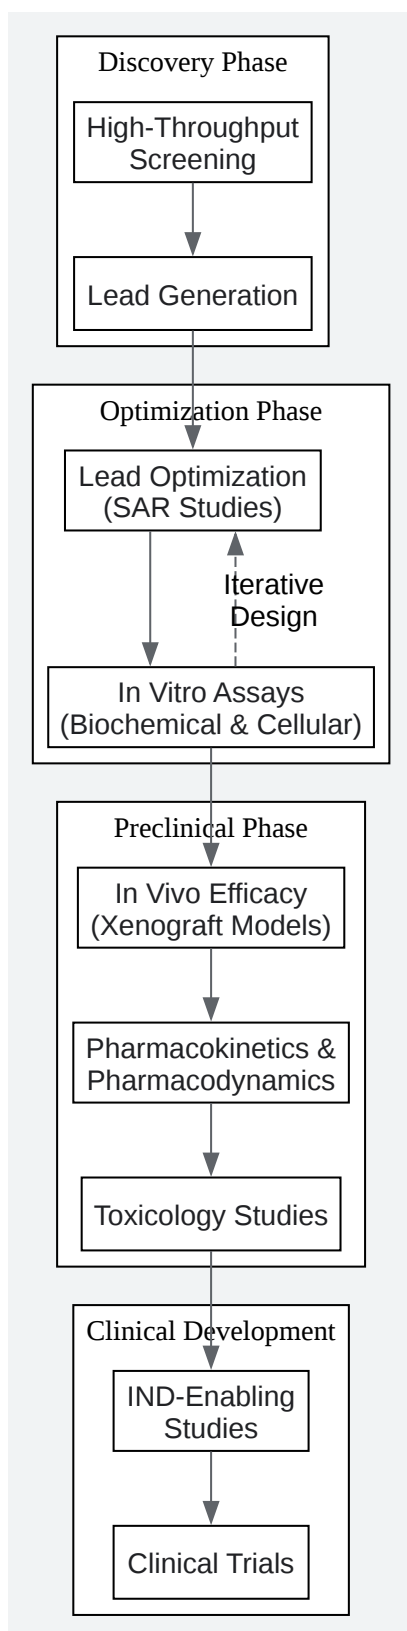 Discovery Phase
High-Throughput
Screening
Lead Generation
Optimization Phase
Lead Optimization
(SAR Studies)
Iterative
Design
In Vitro Assays
(Biochemical & Cellular)
Preclinical Phase
In Vivo Efficacy
(Xenograft Models)
Pharmacokinetics &
Pharmacodynamics
Toxicology Studies
Clinical Development
IND-Enabling
Studies
Clinical Trials